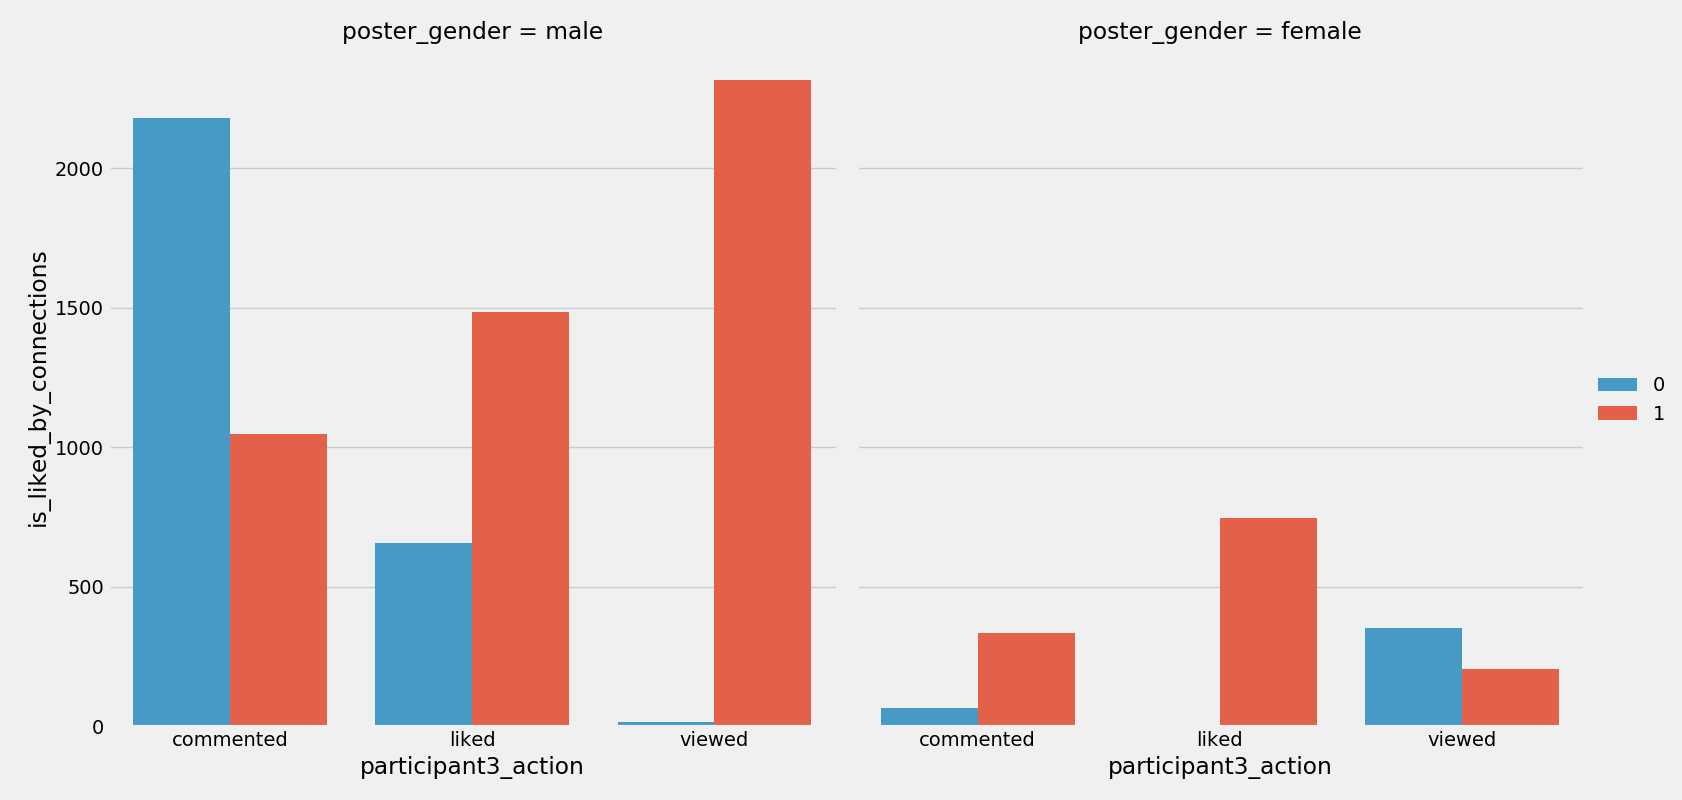 poster_gender = male
poster_gender = female
is_liked_by_connections
2000
1500
1000
500
0
commented liked viewed
commented liked viewed
participant3_action
participant3_action
0
1